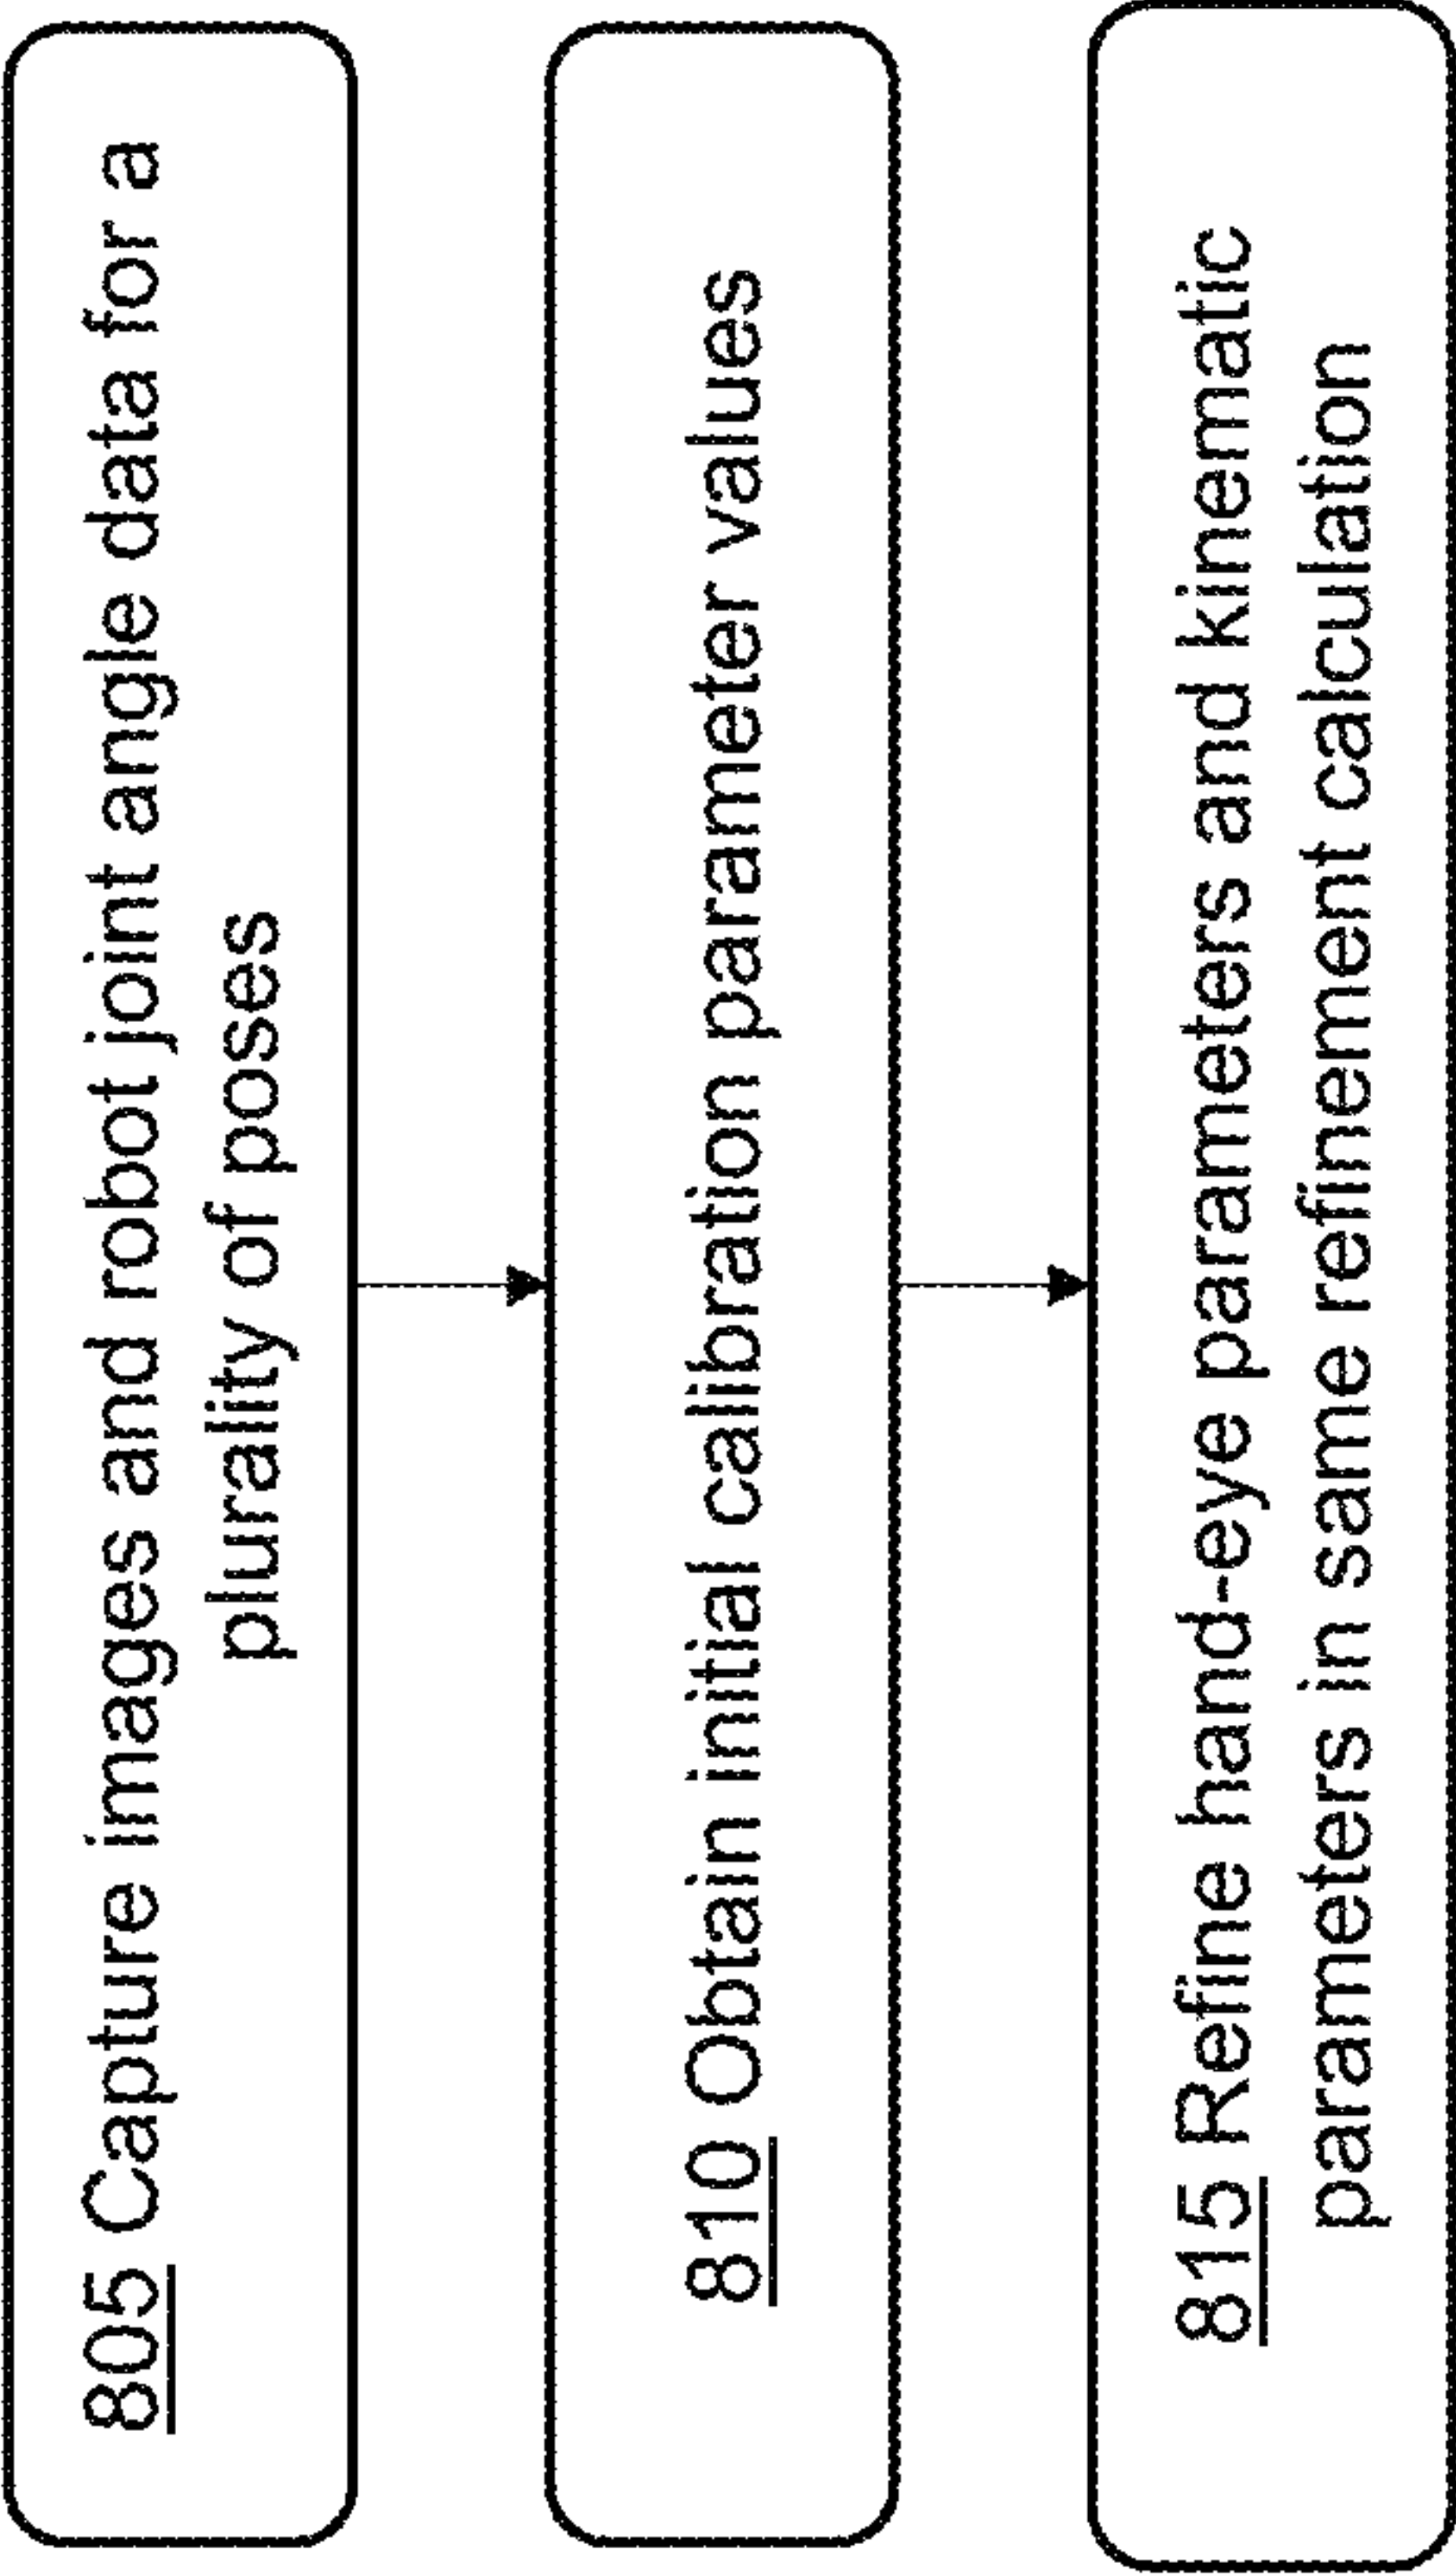 805 Capture images and robot joint angle data for a
plurality of poses
810 Obtain initial calibration parameter values
815 Refine hand-eye parameters and kinematic
parameters in same refinement calculation